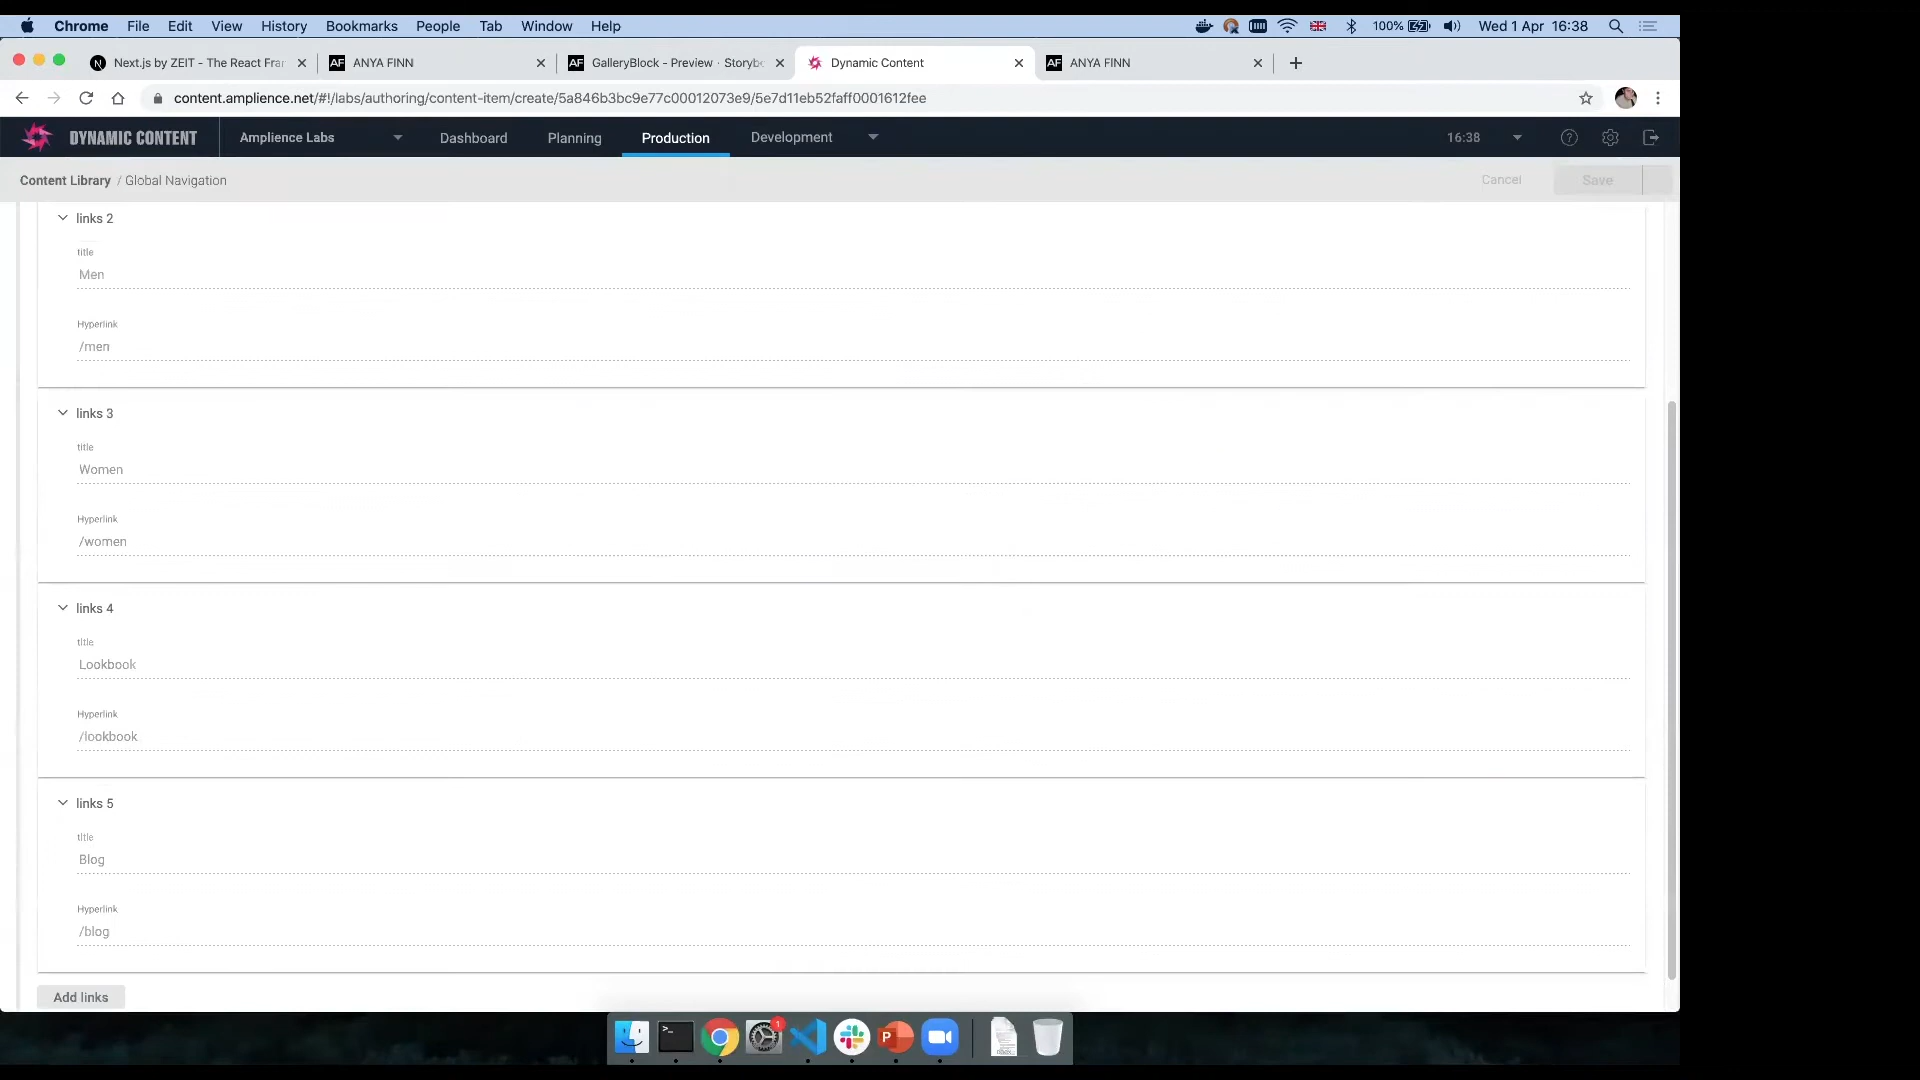 Chrome File Edit View History Bookmarks People Tab Window Help 100% Wed 1 Apr 16:38
Next.js by ZEIT - The React Fra AF ANYA FINN AF GalleryBlock - Preview · Storyb Dynamic Content AF ANYA FINN
content.amplience.net/#!/labs/authoring/content-item/create/5a846b3bc9e77c00012073e9/5e7d11eb52faff0001612fee
DYNAMIC CONTENT Amplience Labs Dashboard Planning Production Development 16:38
Content Library / Global Navigation Cancel Save
links 2
title
Men
Hyperlink
/men
links 3
title
Women
Hyperlink
/women
links 4
title
Lookbook
Hyperlink
/lookbook
links 5
title
Blog
Hyperlink
/blog
Add links
1